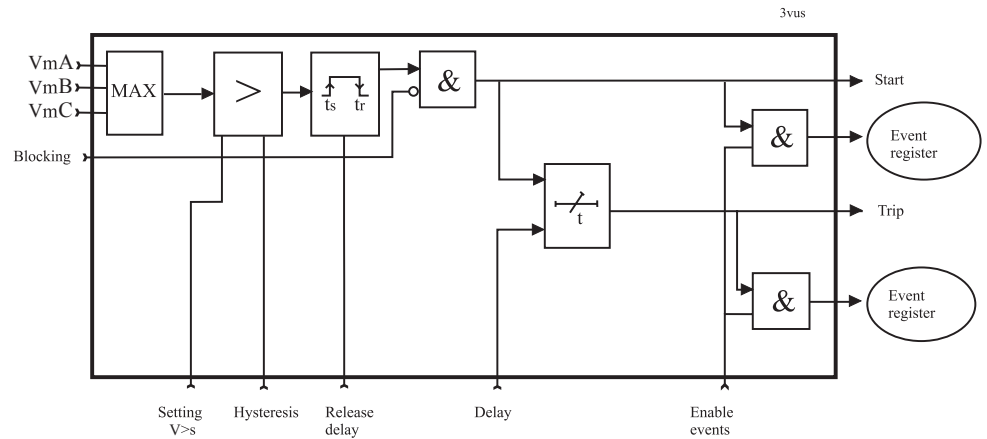 3vus
VmA
VmB
VmC
MAX
>
ts tr
&
Start
&
Event
register
Blocking
t
Trip
&
Event
register
Setting
V>s
Hysteresis
Release
delay
Delay
Enable
events